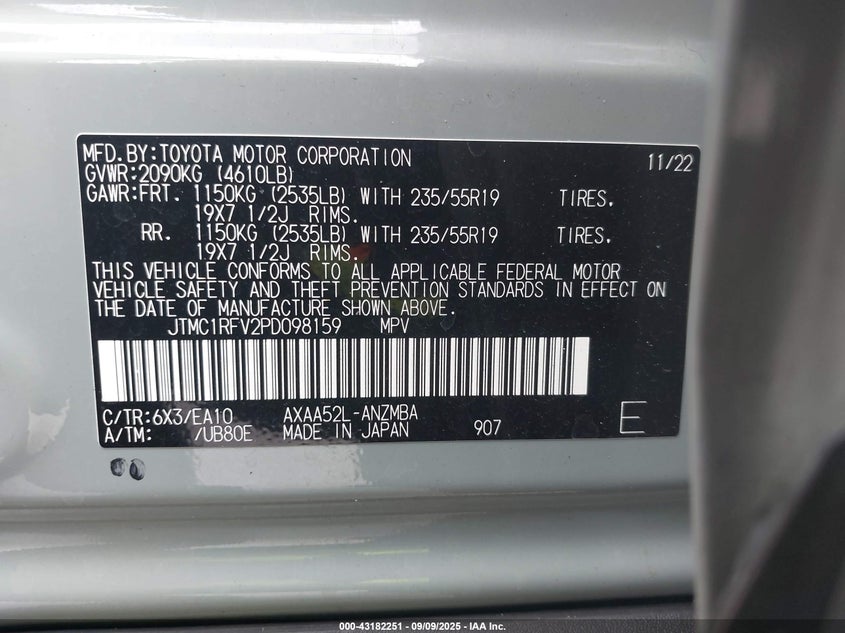 MFD.BY:TOYOTA MOTOR CORPORATION 11/22
GVWR:2090KG (4610LB)
GAWR:FRT. 1150KG (2535LB) WITH 235/55R19 TIRES.
19X7 1/2J RIMS.
RR. 1150KG (2535LB) WITH 235/55R19 TIRES.
19X7 1/2J RIMS.
THIS VEHICLE CONFORMS TO ALL APPLICABLE FEDERAL MOTOR
VEHICLE SAFETY AND THEFT PREVENTION STANDARDS IN EFFECT ON
THE DATE OF MANUFACTURE SHOWN ABOVE.
JTMC1RFV2PD098159 MPV
C/TR:6X3/EA10 AXAA52L-ANZMBA
A/TM: /UB80E MADE IN JAPAN 907 E
000-43182251 - 09/09/2025 - IAA Inc.